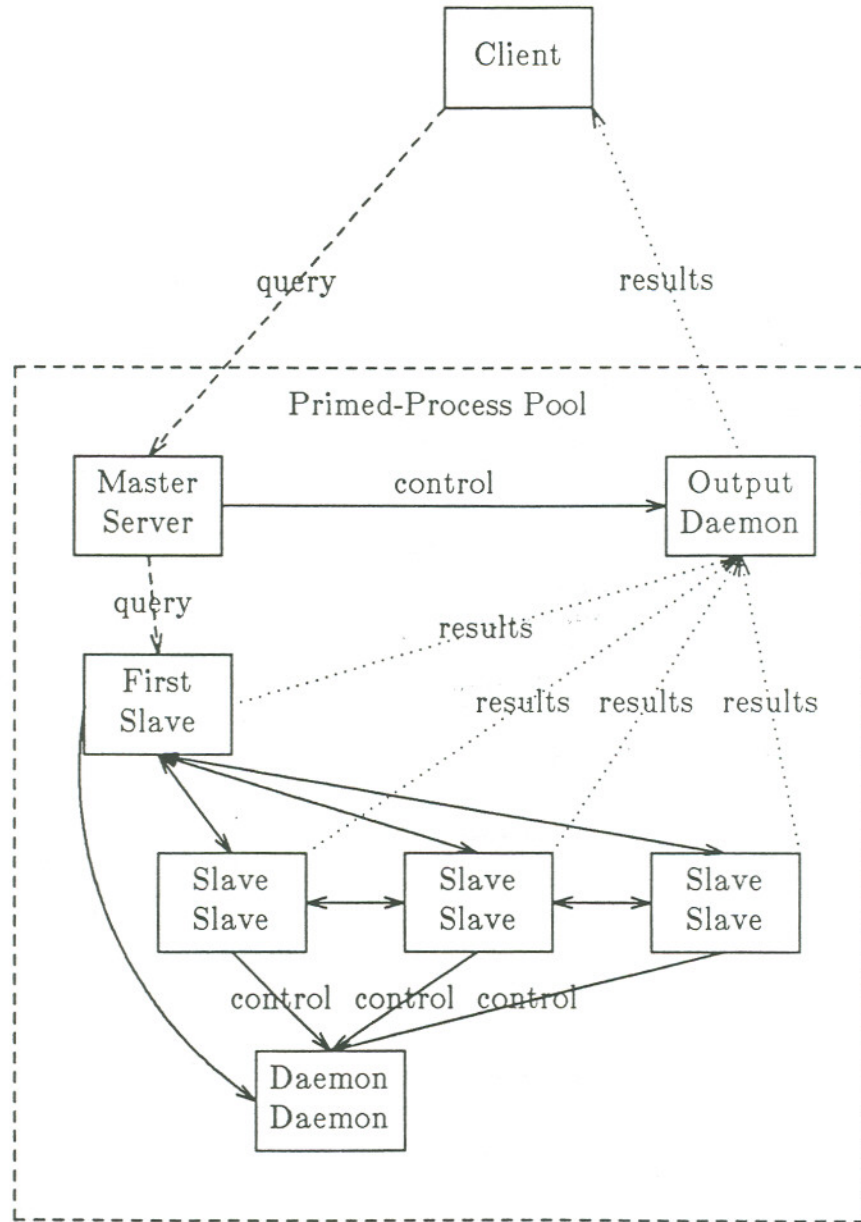 Client
query
results
Primed-Process Pool
Master
Server
control
Output
Daemon
query
results
First
Slave
results
results
results
Slave
Slave
Slave
Slave
Slave
Slave
control
control
control
Daemon
Daemon